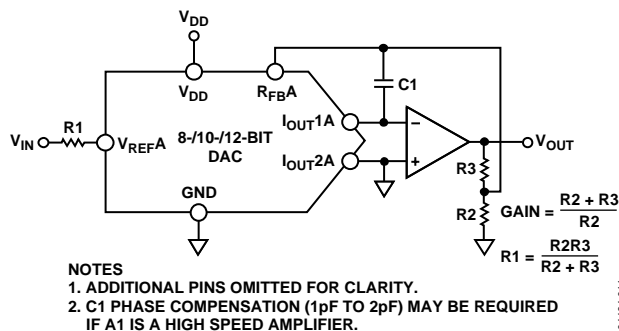 VDD
VDD
RFBA
C1
VIN
R1
VREFA
8-/10-/12-BIT
DAC
IOUT1A
IOUT2A
GND
−
+
VOUT
R3
R2
GAIN = R2 + R3
R2
R1 = R2R3
R2 + R3
NOTES
1. ADDITIONAL PINS OMITTED FOR CLARITY.
2. C1 PHASE COMPENSATION (1pF TO 2pF) MAY BE REQUIRED
IF A1 IS A HIGH SPEED AMPLIFIER.